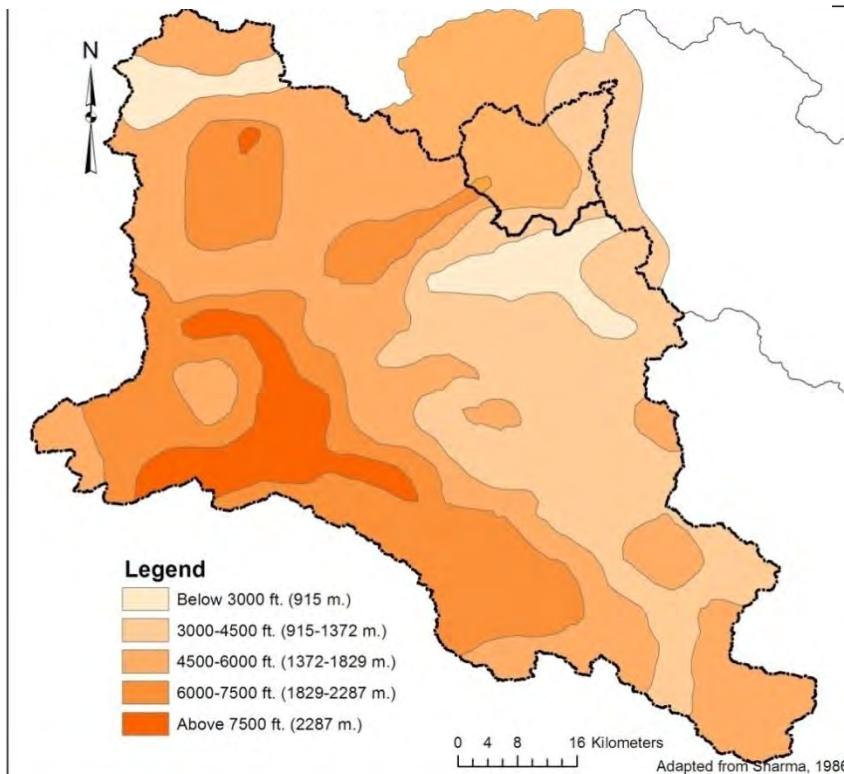 N
Legend
Below 3000 ft. (915 m.)
3000-4500 ft. (915-1372 m.)
4500-6000 ft. (1372-1829 m.)
6000-7500 ft. (1829-2287 m.)
Above 7500 ft. (2287 m.)
0 4 8 16 Kilometers
Adapted from Sharma, 1986